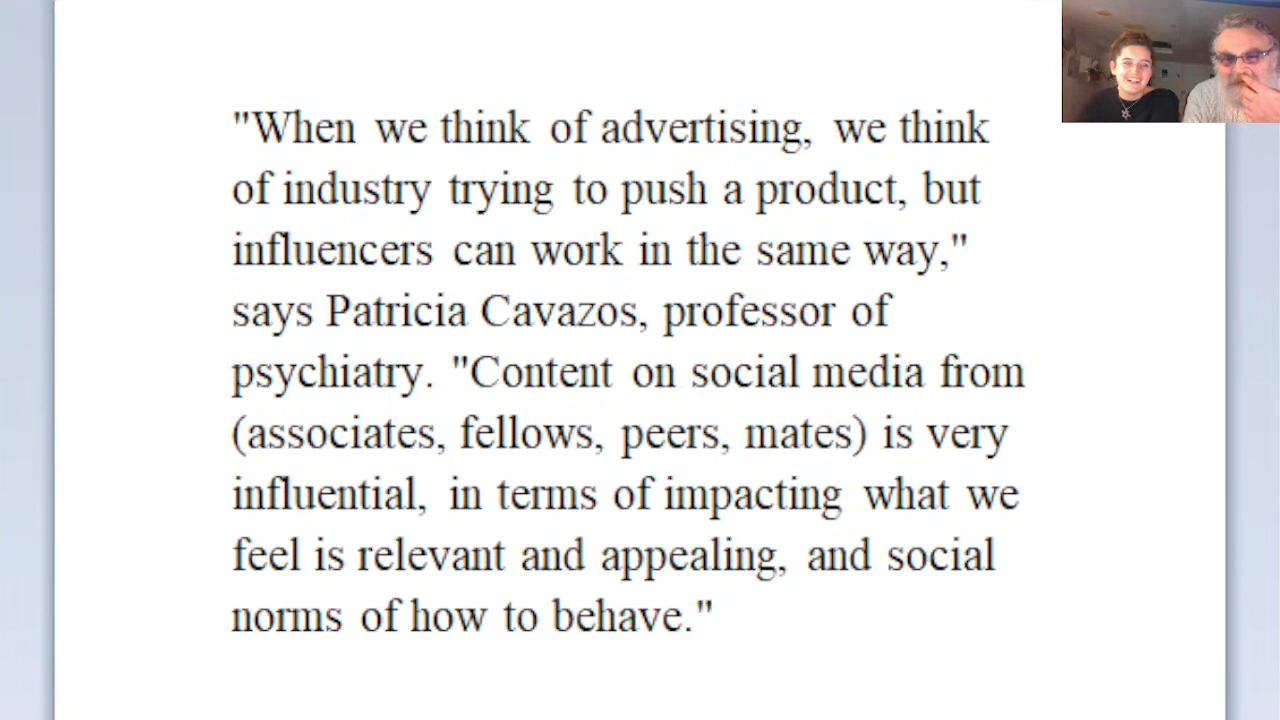 "When we think of advertising, we think
of industry trying to push a product, but
influencers can work in the same way,"
says Patricia Cavazos, professor of
psychiatry. "Content on social media from
(associates, fellows, peers, mates) is very
influential, in terms of impacting what we
feel is relevant and appealing, and social
norms of how to behave."